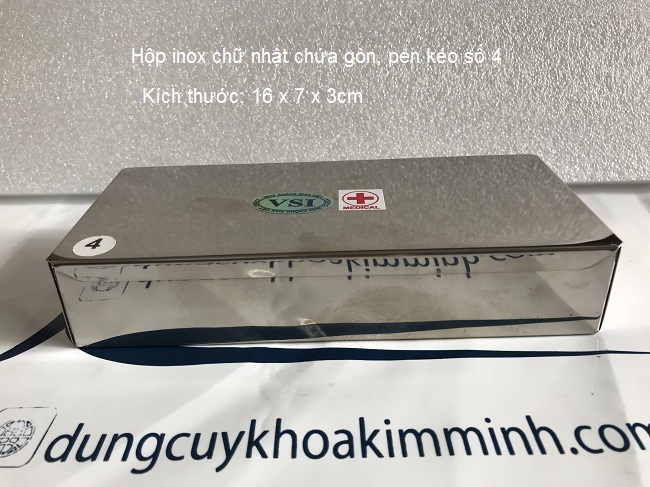 Hộp inox chữ nhật chứa gòn, pen kéo số 4
Kích thước: 16 x 7 x 3cm
VSI
MEDICAL
4
dungcuykhoakimminh.com